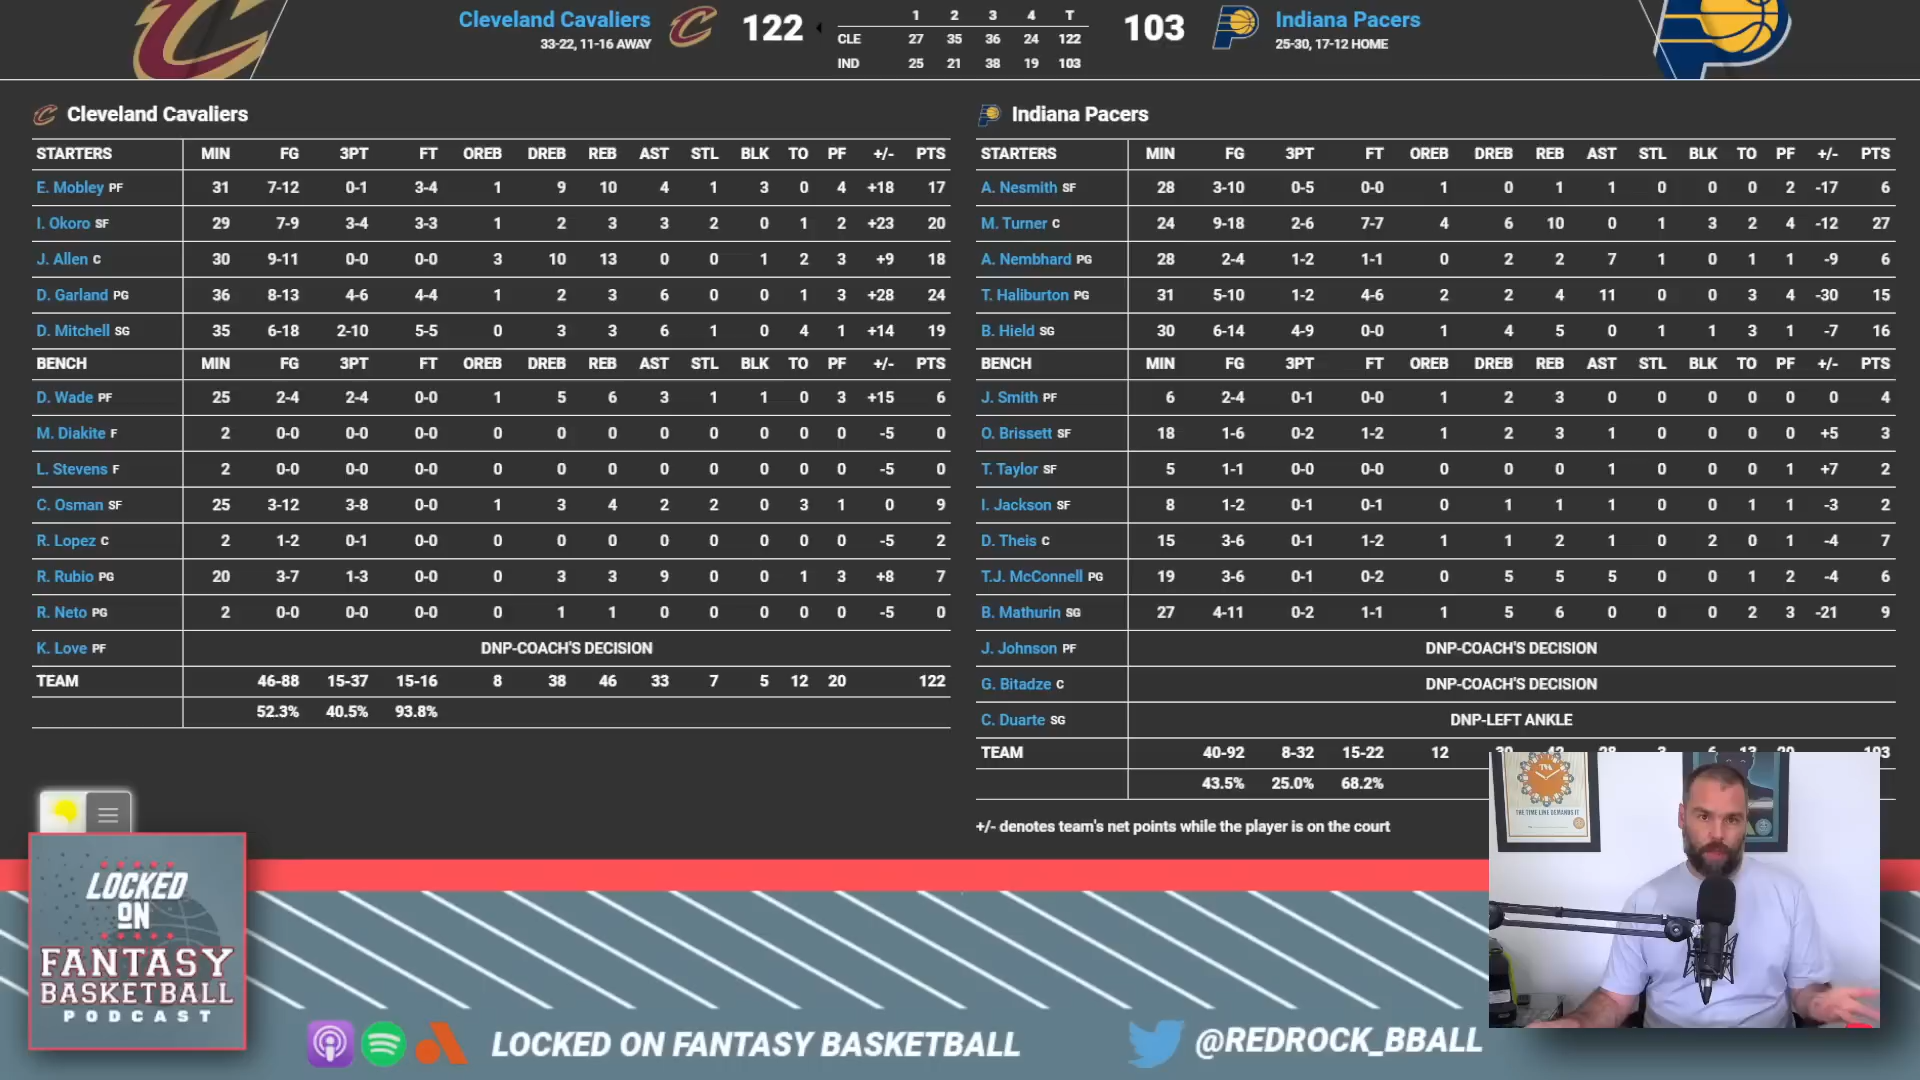 Cleveland Cavaliers 122 1 2 3 4 T 103 Indiana Pacers
33-22, 11-16 AWAY CLE 27 35 36 24 122 25-30, 17-12 HOME
IND 25 21 38 19 103
Cleveland Cavaliers
STARTERS MIN FG 3PT FT OREB DREB REB AST STL BLK TO PF +/- PTS
E. Mobley PF 31 7-12 0-1 3-4 1 9 10 4 1 3 0 4 +18 17
I. Okoro SF 29 7-9 3-4 3-3 1 2 3 3 2 0 1 2 +23 20
J. Allen C 30 9-11 0-0 0-0 3 10 13 0 0 1 2 3 +9 18
D. Garland PG 36 8-13 4-6 4-4 1 2 3 6 0 0 1 3 +28 24
D. Mitchell SG 35 6-18 2-10 5-5 0 3 3 6 1 0 4 1 +14 19
BENCH MIN FG 3PT FT OREB DREB REB AST STL BLK TO PF +/- PTS
D. Wade PF 25 2-4 2-4 0-0 1 5 6 3 1 1 0 3 +15 6
M. Diakite F 2 0-0 0-0 0-0 0 0 0 0 0 0 0 0 -5 0
L. Stevens F 2 0-0 0-0 0-0 0 0 0 0 0 0 0 0 -5 0
C. Osman SF 25 3-12 3-8 0-0 1 3 4 2 2 0 3 1 0 9
R. Lopez C 2 1-2 0-1 0-0 0 0 0 0 0 0 0 0 -5 2
R. Rubio PG 20 3-7 1-3 0-0 0 3 3 9 0 0 1 3 +8 7
R. Neto PG 2 0-0 0-0 0-0 0 1 1 0 0 0 0 0 -5 0
K. Love PF DNP-COACH'S DECISION
TEAM 46-88 15-37 15-16 8 38 46 33 7 5 12 20 122
52.3% 40.5% 93.8%
Indiana Pacers
STARTERS MIN FG 3PT FT OREB DREB REB AST STL BLK TO PF +/- PTS
A. Nesmith SF 28 3-10 0-5 0-0 1 0 1 1 0 0 0 2 -17 6
M. Turner C 24 9-18 2-6 7-7 4 6 10 0 1 3 2 4 -12 27
A. Nembhard PG 28 2-4 1-2 1-1 0 2 2 7 1 0 1 1 -9 6
T. Haliburton PG 31 5-10 1-2 4-6 2 2 4 11 0 0 3 4 -30 15
B. Hield SG 30 6-14 4-9 0-0 1 4 5 0 1 1 3 1 -7 16
BENCH MIN FG 3PT FT OREB DREB REB AST STL BLK TO PF +/- PTS
J. Smith PF 6 2-4 0-1 0-0 1 2 3 0 0 0 0 0 0 4
O. Brissett SF 18 1-6 0-2 1-2 1 2 3 1 0 0 0 0 +5 3
T. Taylor SF 5 1-1 0-0 0-0 0 0 0 1 0 0 0 1 +7 2
I. Jackson SF 8 1-2 0-1 0-1 0 1 1 1 0 0 1 1 -3 2
D. Theis C 15 3-6 0-1 1-2 1 1 2 1 0 2 0 1 -4 7
T.J. McConnell PG 19 3-6 0-1 0-2 0 5 5 5 0 0 1 2 -4 6
B. Mathurin SG 27 4-11 0-2 1-1 1 5 6 0 0 0 2 3 -21 9
J. Johnson PF DNP-COACH'S DECISION
G. Bitadze C DNP-COACH'S DECISION
C. Duarte SG DNP-LEFT ANKLE
TEAM 40-92 8-32 15-22 12 103
43.5% 25.0% 68.2%
+/- denotes team's net points while the player is on the court
THE TIME LINE DEMANDS IT
LOCKED
ON
FANTASY
BASKETBALL
PODCAST
LOCKED ON FANTASY BASKETBALL @REDROCK_BBALL